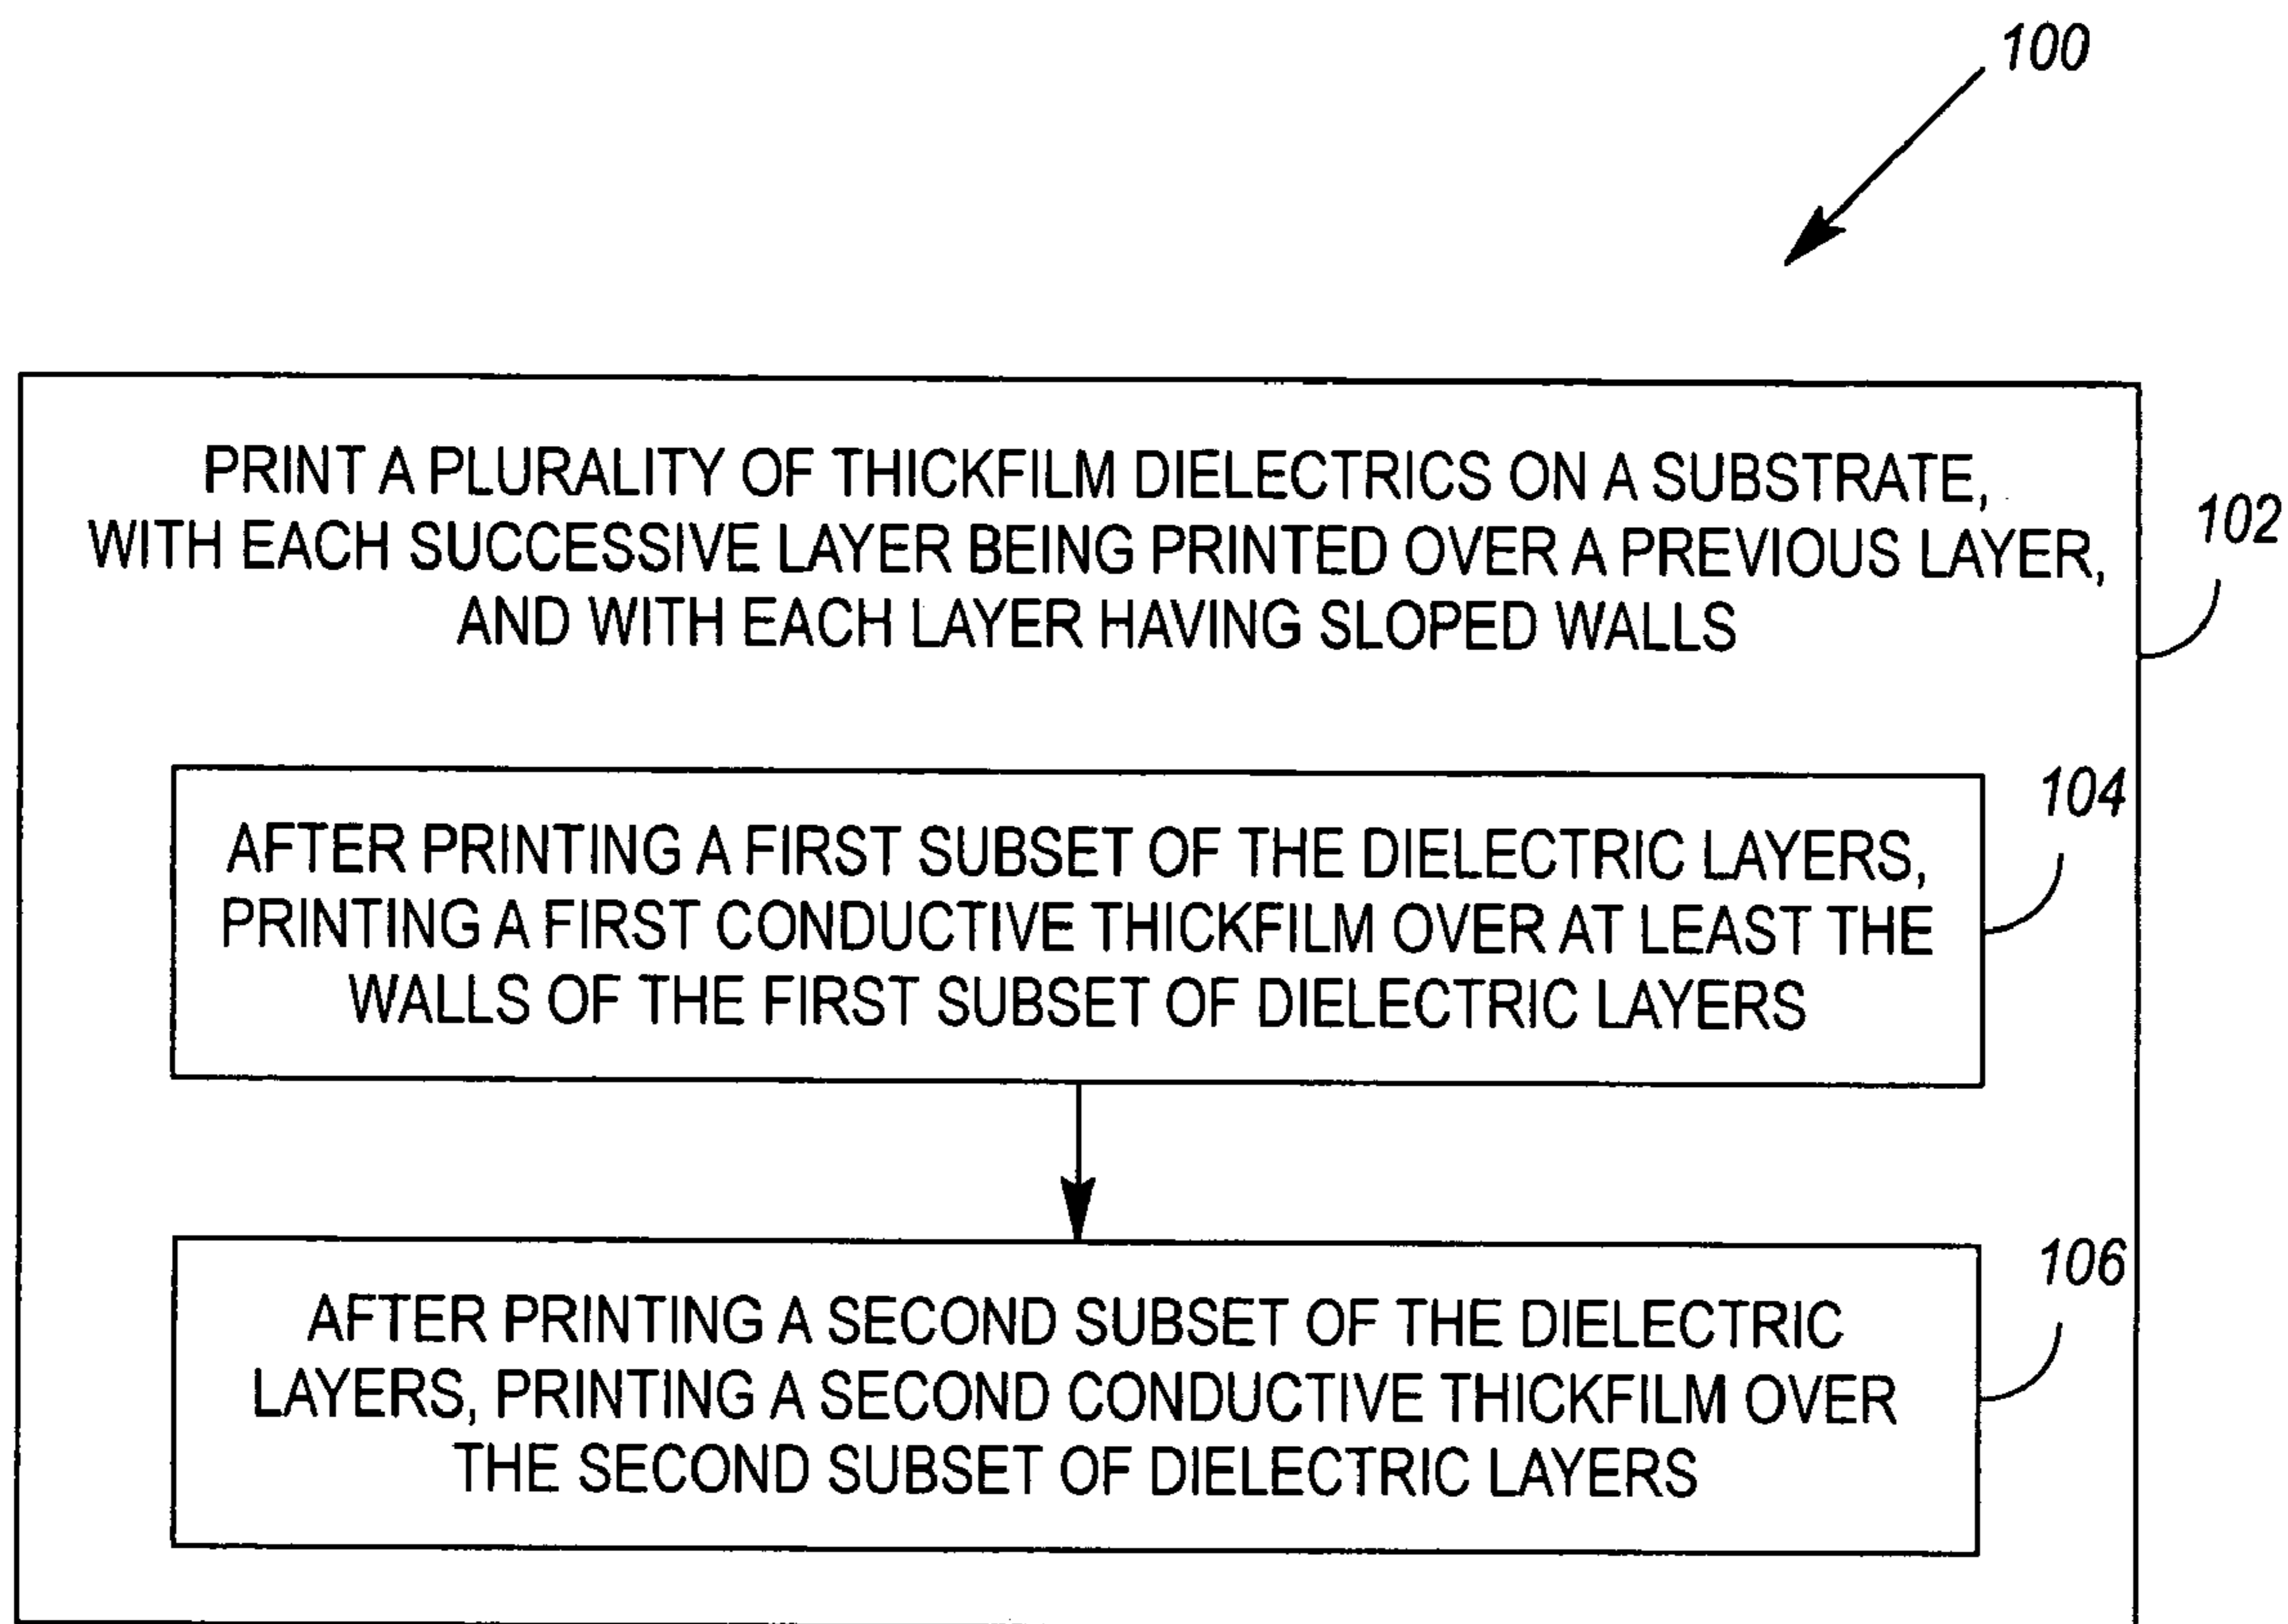 100
PRINT A PLURALITY OF THICKFILM DIELECTRICS ON A SUBSTRATE,
WITH EACH SUCCESSIVE LAYER BEING PRINTED OVER A PREVIOUS LAYER,
AND WITH EACH LAYER HAVING SLOPED WALLS
102
104
AFTER PRINTING A FIRST SUBSET OF THE DIELECTRIC LAYERS,
PRINTING A FIRST CONDUCTIVE THICKFILM OVER AT LEAST THE
WALLS OF THE FIRST SUBSET OF DIELECTRIC LAYERS
106
AFTER PRINTING A SECOND SUBSET OF THE DIELECTRIC
LAYERS, PRINTING A SECOND CONDUCTIVE THICKFILM OVER
THE SECOND SUBSET OF DIELECTRIC LAYERS